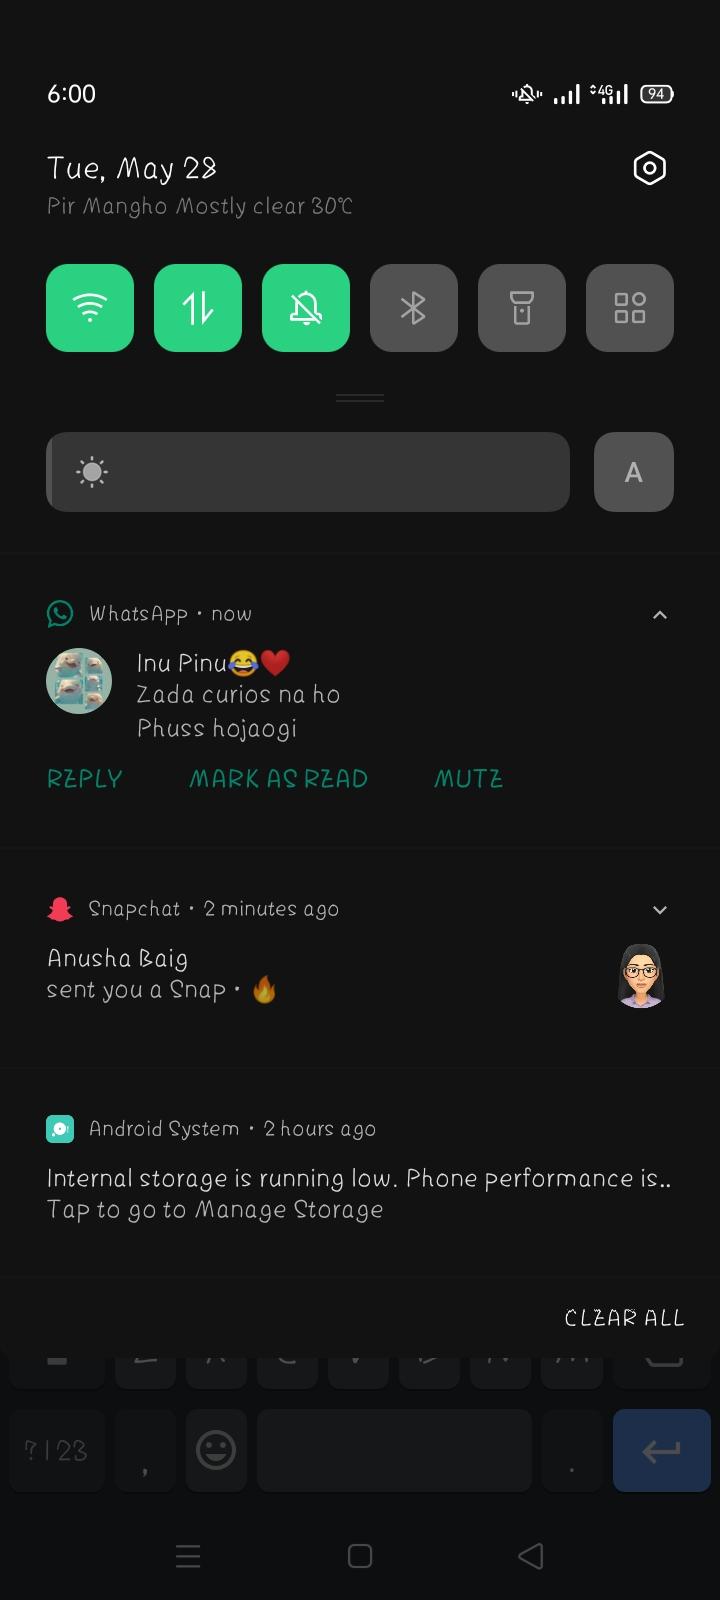 6:00
4G 94
Tue, May 28
Pir Mangho Mostly clear 30°C
A
WhatsApp • now
Inu Pinu😂❤️
Zada curios na ho
Phuss hojaogi
REPLY MARK AS READ MUTE
Snapchat • 2 minutes ago
Anusha Baig
sent you a Snap • 🔥
Android System • 2 hours ago
Internal storage is running low. Phone performance is..
Tap to go to Manage Storage
CLEAR ALL
?123 , .